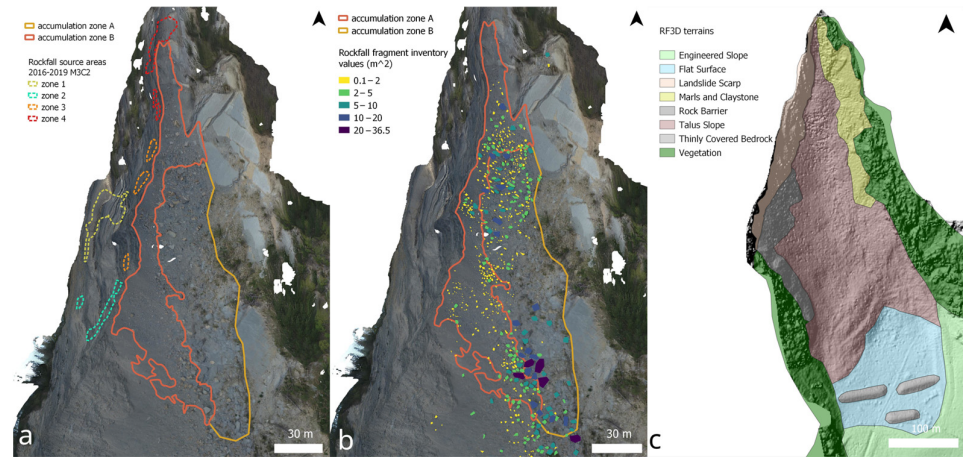 accumulation zone A
accumulation zone B
Rockfall source areas
2016-2019 M3C2
zone 1
zone 2
zone 3
zone 4
a
30 m
accumulation zone A
accumulation zone B
Rockfall fragment inventory
values (m^2)
0.1 – 2
2 – 5
5 – 10
10 – 20
20 – 36.5
b
30 m
RF3D terrains
Engineered Slope
Flat Surface
Landslide Scarp
Marls and Claystone
Rock Barrier
Talus Slope
Thinly Covered Bedrock
Vegetation
c
100 m